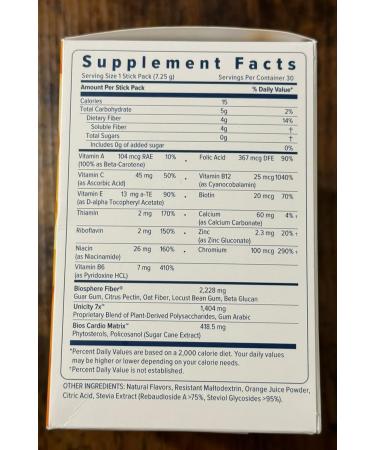 Supplement Facts
Serving Size 1 Stick Pack (7.25 g) Servings Per Container 30
Amount Per Stick Pack % Daily Value*
Calories 15
Total Carbohydrate 5g 2%
Dietary Fiber 4g 14%
Soluble Fiber 4g †
Total Sugars 0g †
Includes 0g of added sugar 0%
Vitamin A 104 mcg RAE 10% • Folic Acid 367 mcg DFE 90%
(100% as Beta-Carotene)
Vitamin C 45 mg 50% • Vitamin B12 25 mcg 1040%
(as Ascorbic Acid) (as Cyanocobalamin)
Vitamin E 13 mg a-TE 90% • Biotin 20 mcg 70%
(as D-alpha Tocopheryl Acetate)
Thiamin 2 mg 170% • Calcium 60 mg 4% †
(as Calcium Carbonate)
Riboflavin 2 mg 150% • Zinc 2.3 mg 20% †
(as Zinc Gluconate)
Niacin 26 mg 160% • Chromium 100 mcg 290% †
(as Niacinamide)
Vitamin B6 7 mg 410%
(as Pyridoxine HCL)
Biosphere Fiber® 2,228 mg
Guar Gum, Citrus Pectin, Oat Fiber, Locust Bean Gum, Beta Glucan
Unicity 7x™ 1,404 mg
Proprietary Blend of Plant-Derived Polysaccharides, Gum Arabic
Bios Cardio Matrix™ 418.5 mg
Phytosterols, Policosanol (Sugar Cane Extract)
*Percent Daily Values are based on a 2,000 calorie diet. Your daily values
may be higher or lower depending on your calorie needs.
†Percent Daily Value is not established.
OTHER INGREDIENTS: Natural Flavors, Resistant Maltodextrin, Orange Juice Powder,
Citric Acid, Stevia Extract (Rebaudioside A >75%, Steviol Glycosides >95%).